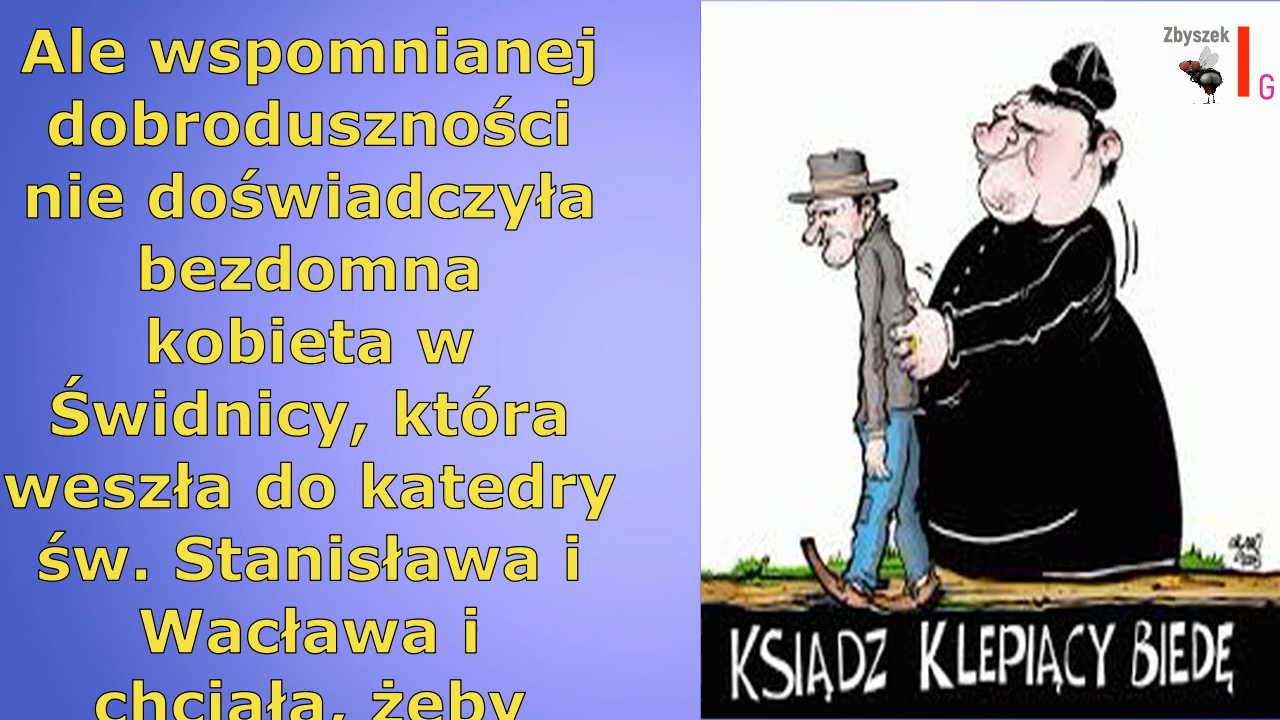 Ale wspomnianej
dobroduszności
nie doświadczyła
bezdomna
kobieta w
Świdnicy, która
weszła do katedry
św. Stanisława i
Wacława i
chciała, żeby
Zbyszek
I
G
KSIĄDZ KLEPIĄCY BIEDĘ